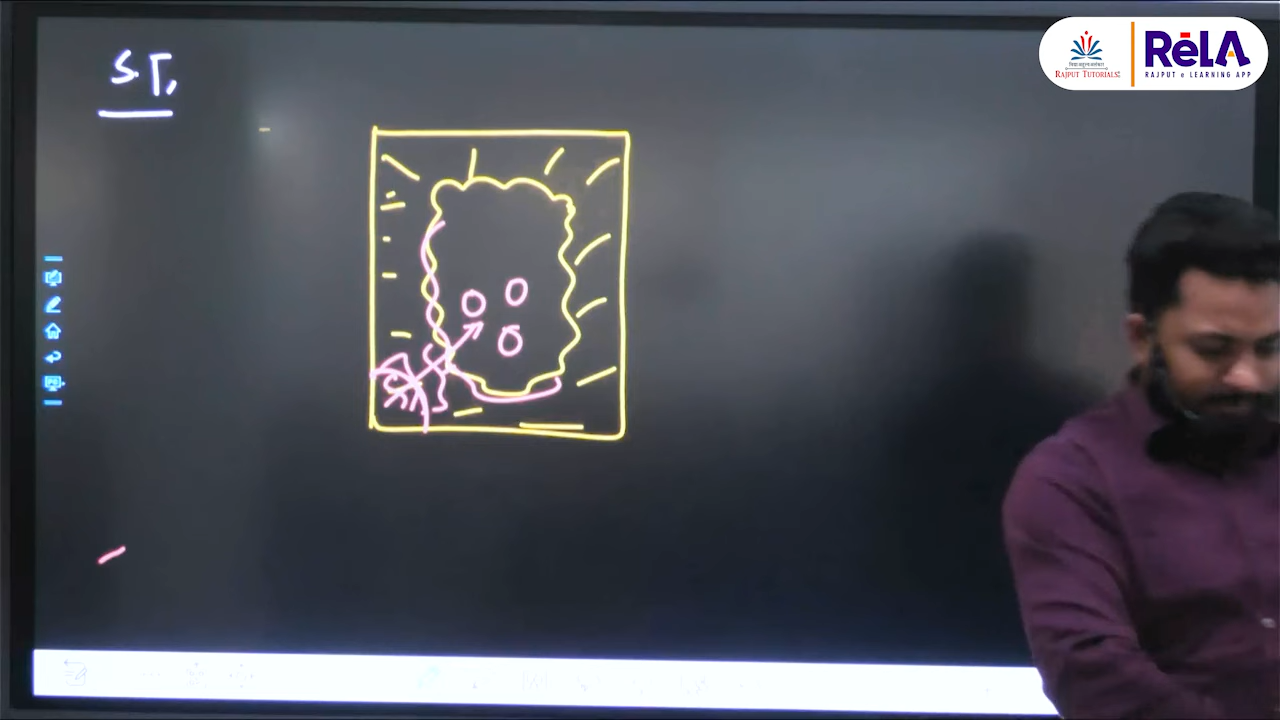 S.T,
RAJPUT TUTORIALS!
RēLA
RAJPUT e LEARNING APP